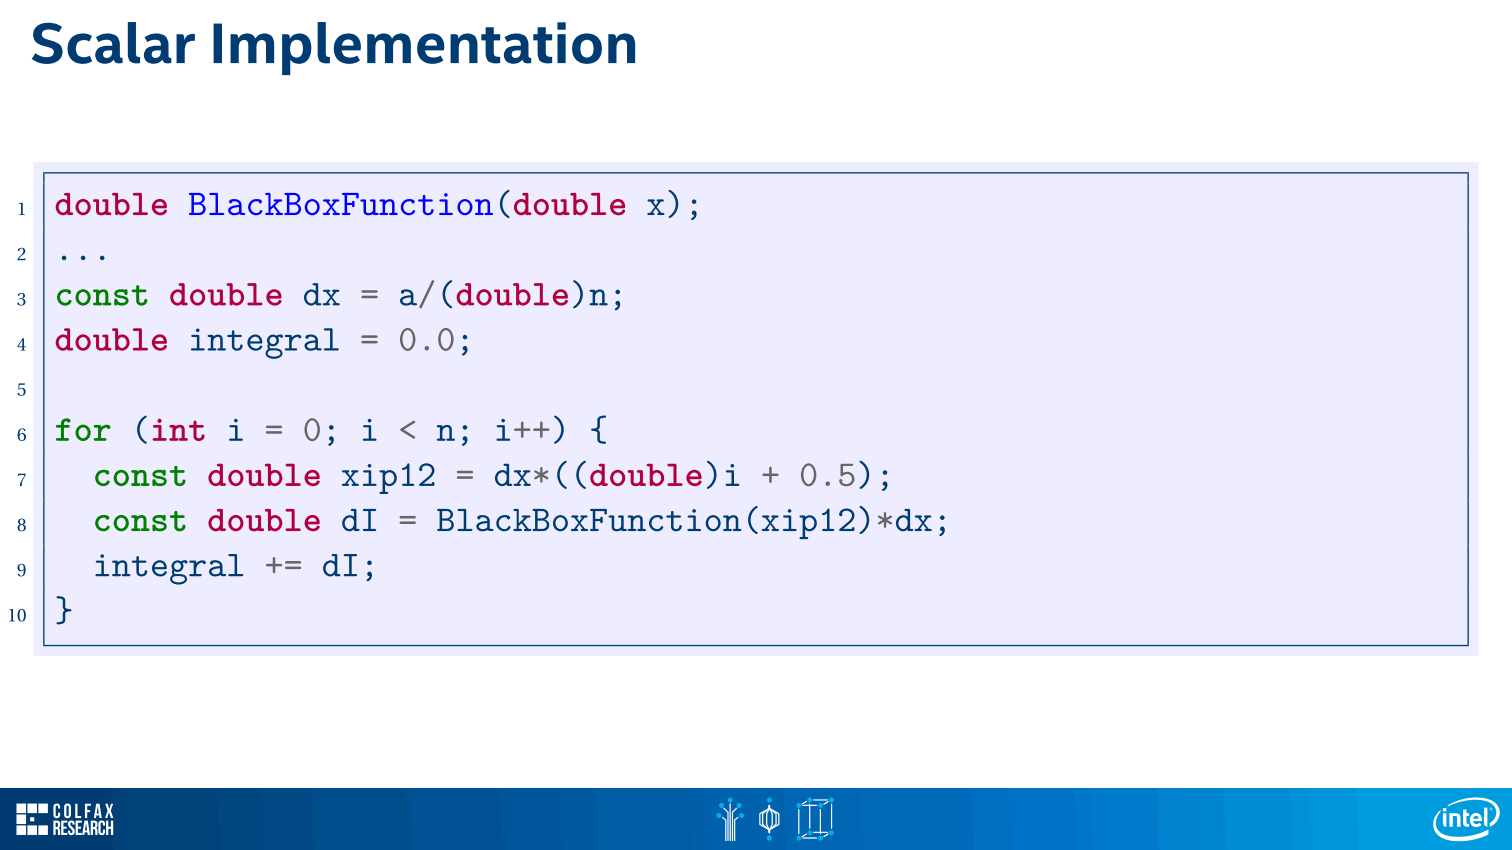 Scalar Implementation
1 double BlackBoxFunction(double x);
2 ...
3 const double dx = a/(double)n;
4 double integral = 0.0;
5
6 for (int i = 0; i < n; i++) {
7   const double xip12 = dx*((double)i + 0.5);
8   const double dI = BlackBoxFunction(xip12)*dx;
9   integral += dI;
10 }
COLFAX
RESEARCH
intel